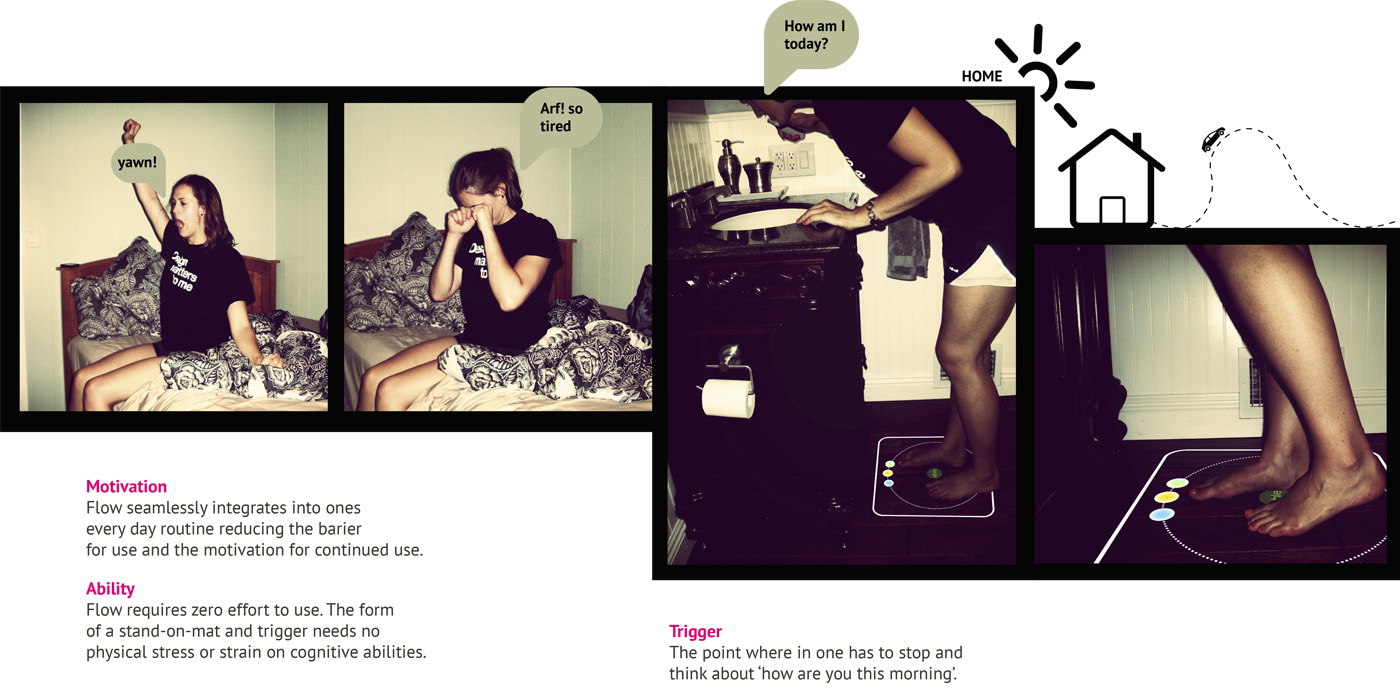 How am I
today?
HOME
Arf! so
tired
yawn!
Design
matters
to me
Motivation
Flow seamlessly integrates into ones
every day routine reducing the barier
for use and the motivation for continued use.
Ability
Flow requires zero effort to use. The form
of a stand-on-mat and trigger needs no
physical stress or strain on cognitive abilities.
Trigger
The point where in one has to stop and
think about ‘how are you this morning’.